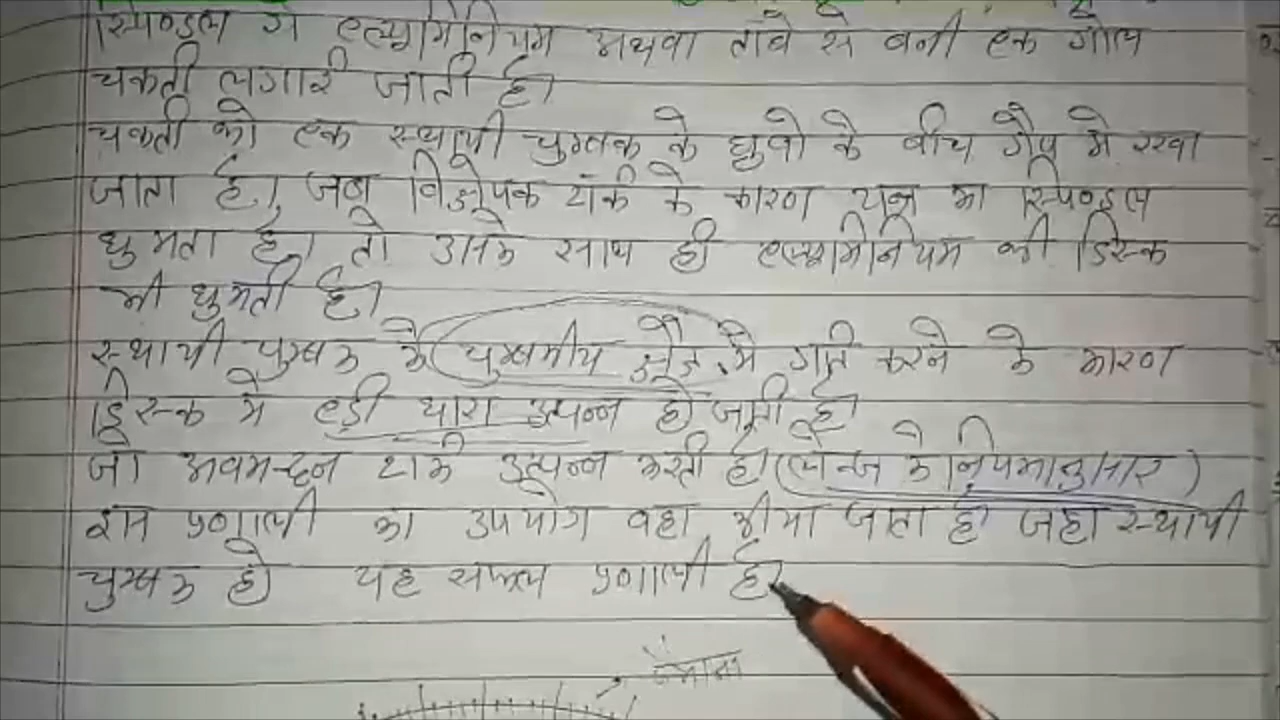 स्पिण्डल से एल्युमिनियम अथवा तांबे से बनी एक गोल
चकती लगाई जाती है।
चकती को एक स्थायी चुम्बक के ध्रुवो के बीच गैप मे रखा
जाता है। जब विक्षेपक टॉर्क के कारण यन्त्र का स्पिण्डल
घुमता है। तो उसके साथ ही एल्युमिनियम की डिस्क
भी घुमती है।
स्थायी चुम्बक के चुम्बकीय क्षेत्र मे गति करने के कारण
डिस्क मे एड़ी धारा उत्पन्न हो जाती है।
जो अवमन्दन टार्क उत्पन्न करती है। (लेन्ज के नियमानुसार)
इस प्रणाली का उपयोग वहा कीया जाता है जहा स्थायी
चुम्बक हो यह सफल प्रणाली है।
पैमाना